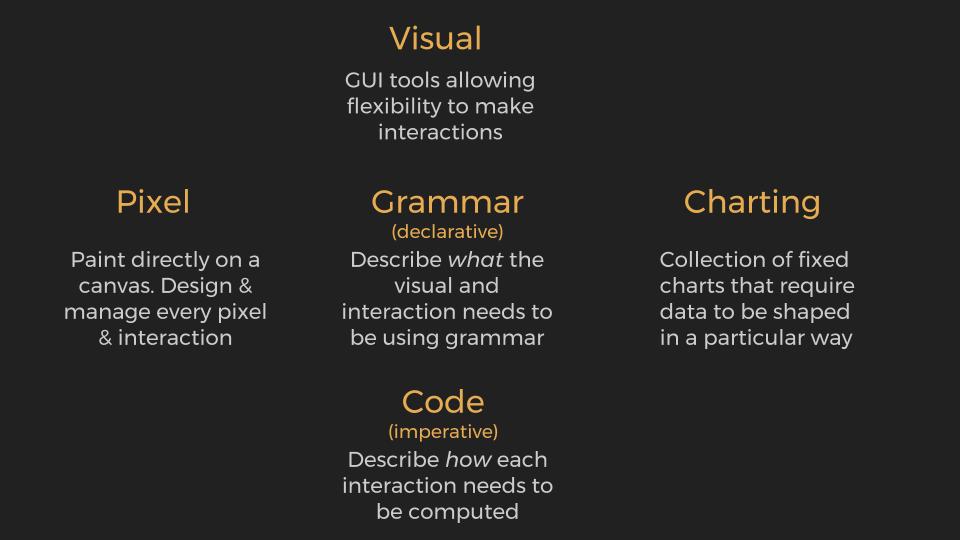 Visual
GUI tools allowing
flexibility to make
interactions
Pixel
Paint directly on a
canvas. Design &
manage every pixel
& interaction
Grammar
(declarative)
Describe what the
visual and
interaction needs to
be using grammar
Charting
Collection of fixed
charts that require
data to be shaped
in a particular way
Code
(imperative)
Describe how each
interaction needs to
be computed